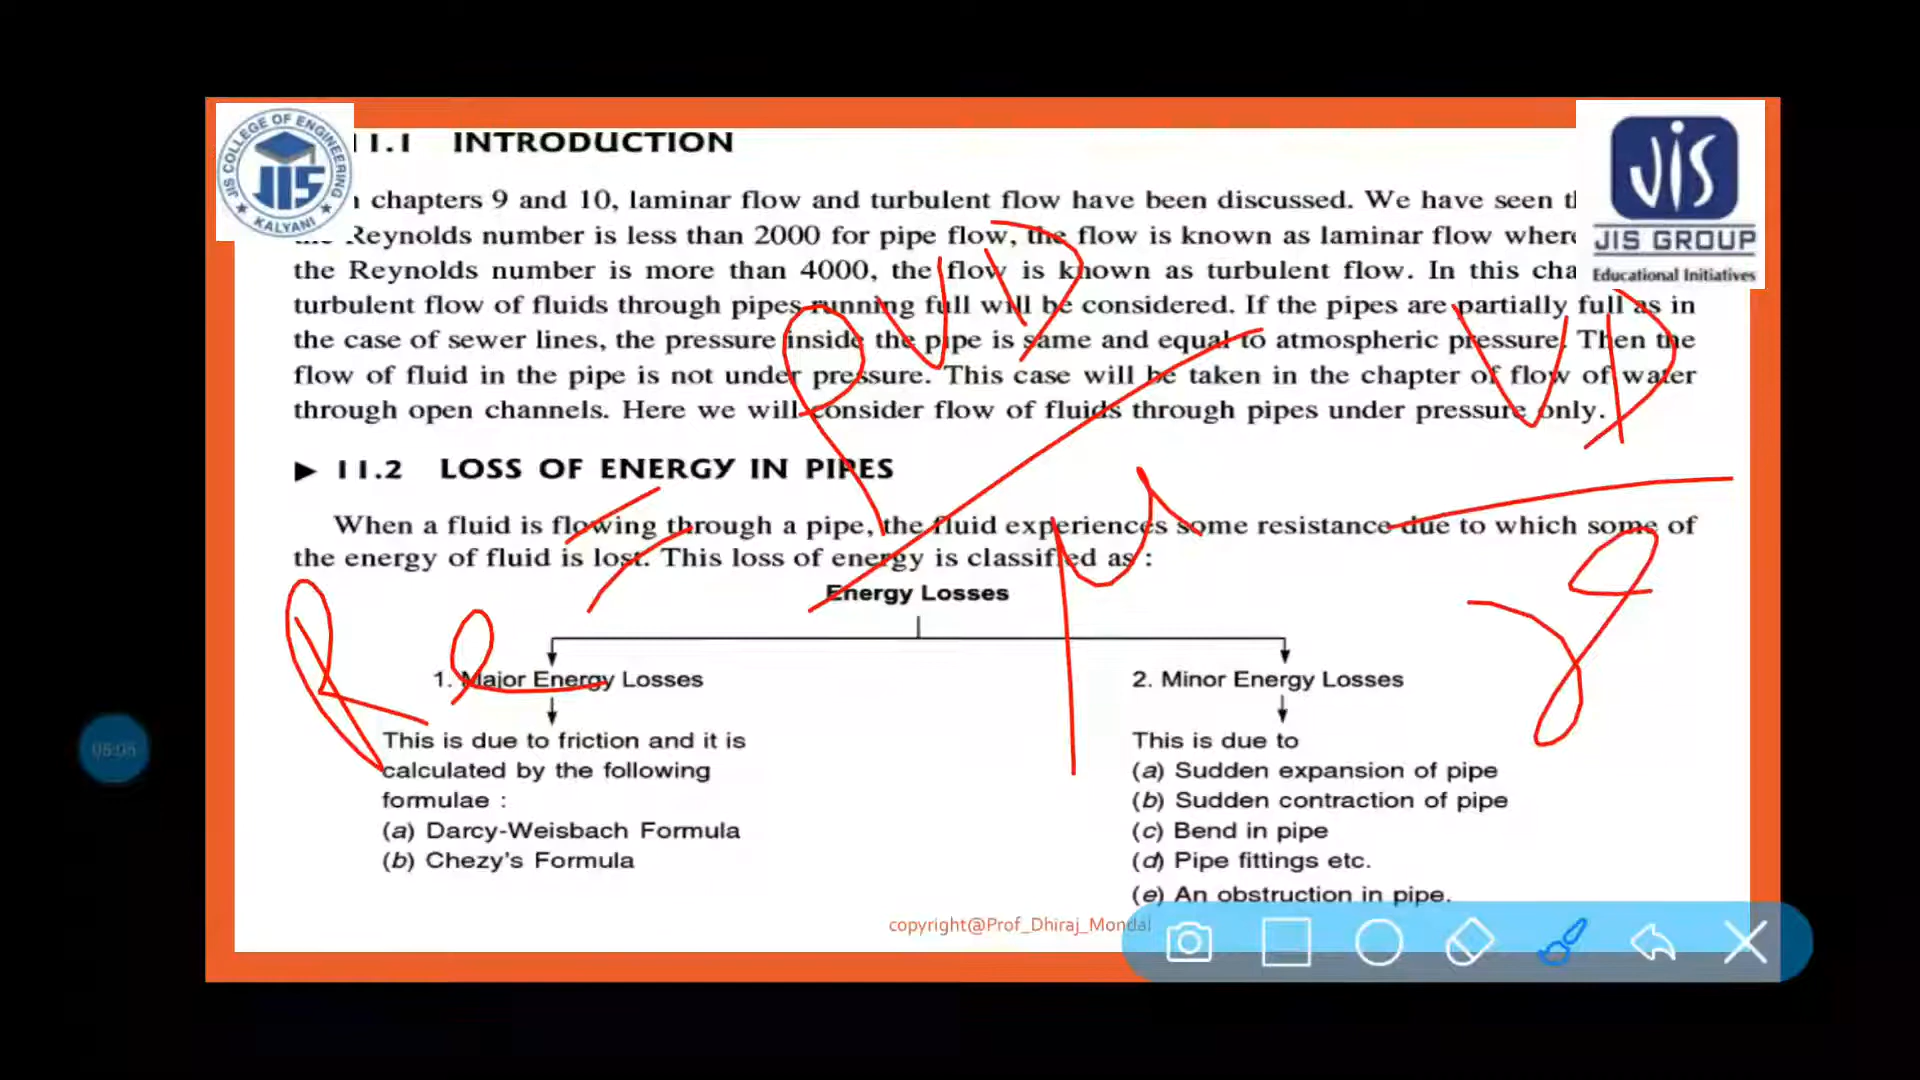 11.1 INTRODUCTION
chapters 9 and 10, laminar flow and turbulent flow have been discussed. We have seen
Reynolds number is less than 2000 for pipe flow, the flow is known as laminar flow where
the Reynolds number is more than 4000, the flow is known as turbulent flow. In this cha
turbulent flow of fluids through pipes running full will be considered. If the pipes are partially full as in
the case of sewer lines, the pressure inside the pipe is same and equal to atmospheric pressure. Then the
flow of fluid in the pipe is not under pressure. This case will be taken in the chapter of flow of water
through open channels. Here we will consider flow of fluids through pipes under pressure only.
▶ 11.2 LOSS OF ENERGY IN PIPES
When a fluid is flowing through a pipe, the fluid experiences some resistance due to which some of
the energy of fluid is lost. This loss of energy is classified as :
Energy Losses
1. Major Energy Losses
This is due to friction and it is
calculated by the following
formulae :
(a) Darcy-Weisbach Formula
(b) Chezy's Formula
2. Minor Energy Losses
This is due to
(a) Sudden expansion of pipe
(b) Sudden contraction of pipe
(c) Bend in pipe
(d) Pipe fittings etc.
(e) An obstruction in pipe.
Re = ρVD
μ
VD
copyright@Prof_Dhiraj_Mondal
JIS COLLEGE OF ENGINEERING
JIS
KALYANI
JIS
JIS GROUP
Educational Initiatives
05:05